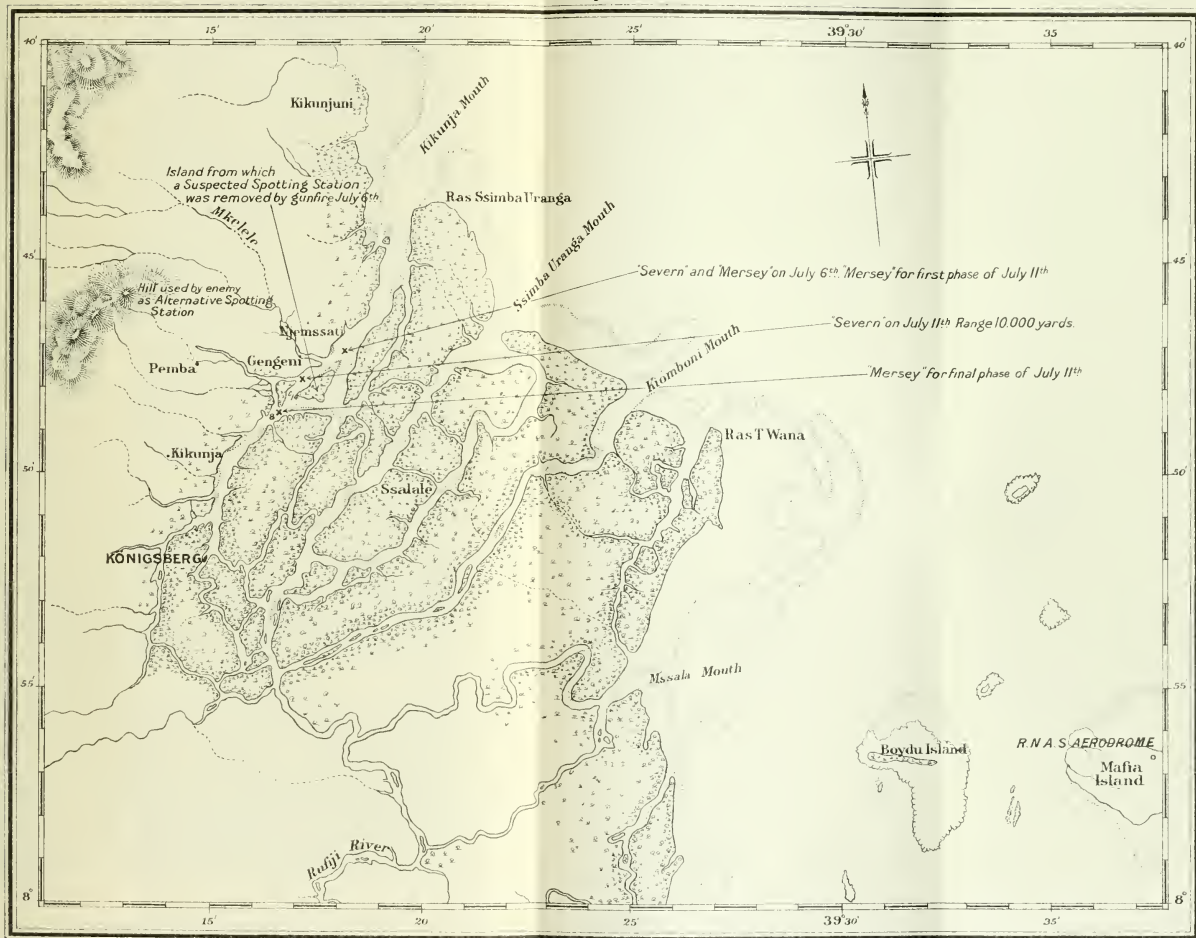 15' 20' 25' 39°30' 35'
40' 40'
Kikunjuni
Kikunja Mouth
Island from which
a Suspected Spotting Station
was removed by gunfire July 6th.
Mkelele
Ras Ssimba Uranga
Ssimba Uranga Mouth
45' 45'
"Severn" and "Mersey" on July 6th. "Mersey" for first phase of July 11th
Hill used by enemy
as Alternative Spotting
Station
Njemssati
"Severn" on July 11th Range 10.000 yards.
Kiomboni Mouth
Gengeni
Pemba
"Mersey" for final phase of July 11th
Ras T Wana
Kikunja
50' 50'
Ssalale
KÖNIGSBERG
55' 55'
Mssala Mouth
Boydu Island
R.N.A.S AERODROME
Mafia
Island
Rufiji River
8° 8°
15' 20' 25' 39°30' 35'